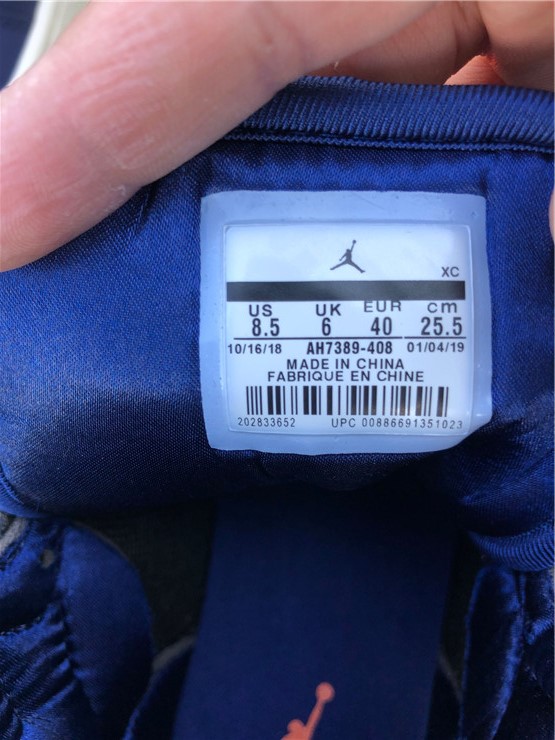 XC
US UK EUR cm
8.5 6 40 25.5
10/16/18 AH7389-408 01/04/19
MADE IN CHINA
FABRIQUE EN CHINE
202833652 UPC 00886691351023